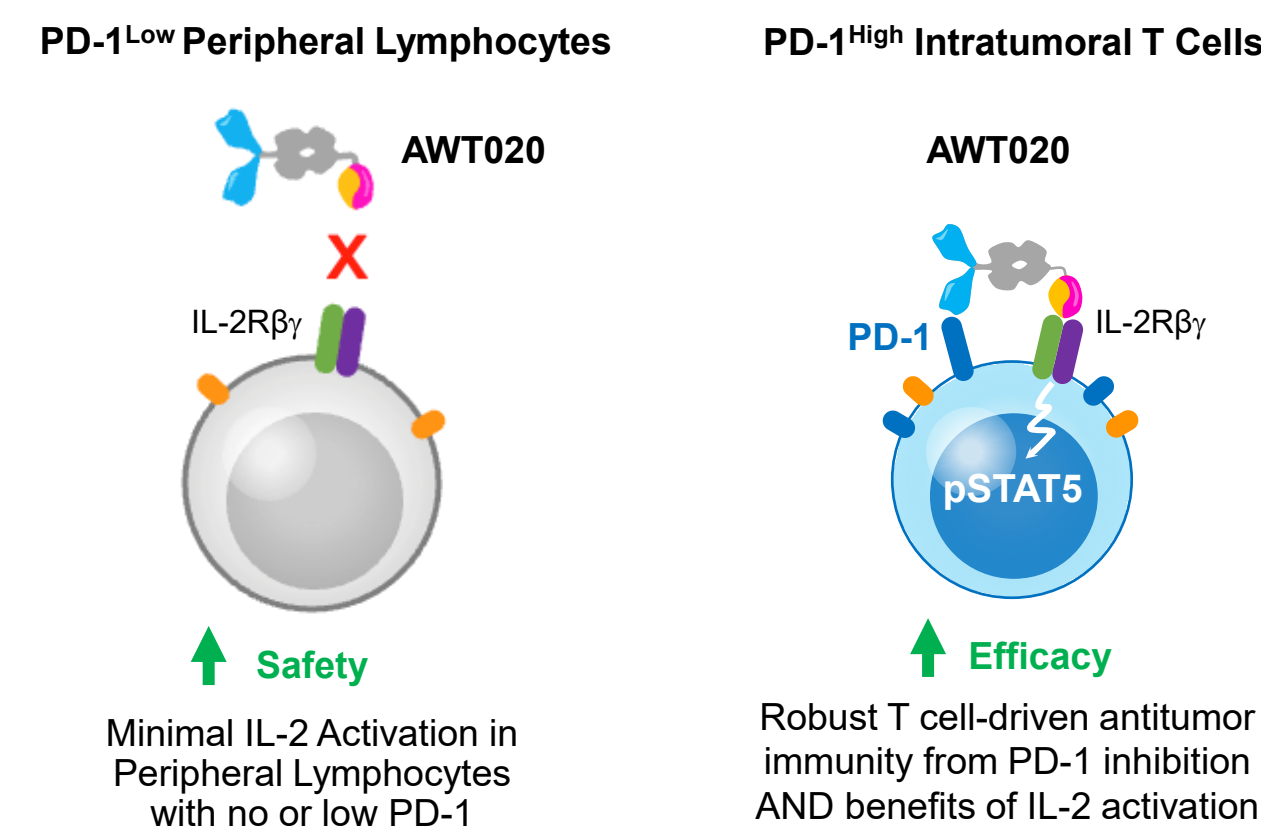 PD-1Low Peripheral Lymphocytes
AWT020
X
IL-2Rβγ
Safety
Minimal IL-2 Activation in
Peripheral Lymphocytes
with no or low PD-1
PD-1High Intratumoral T Cells
AWT020
PD-1
IL-2Rβγ
pSTAT5
Efficacy
Robust T cell-driven antitumor
immunity from PD-1 inhibition
AND benefits of IL-2 activation